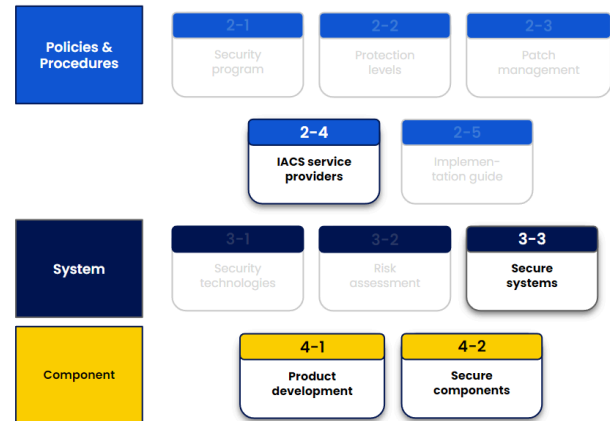 Policies &
Procedures
2-1
Security
program
2-2
Protection
levels
2-3
Patch
management
2-4
IACS service
providers
2-5
Implemen-
tation guide
System
3-1
Security
technologies
3-2
Risk
assessment
3-3
Secure
systems
Component
4-1
Product
development
4-2
Secure
components